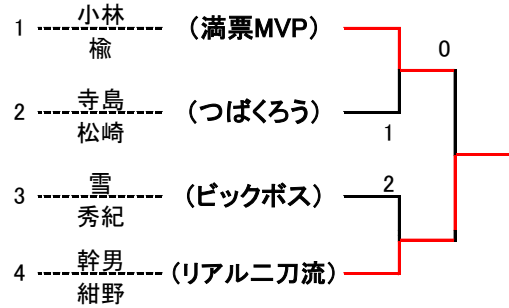 1 小林 (満票MVP)
楡
0
2 寺島 (つばくろう)
松崎
1
3 雪 (ビックボス)
秀紀
2
4 幹男 (リアル二刀流)
紺野